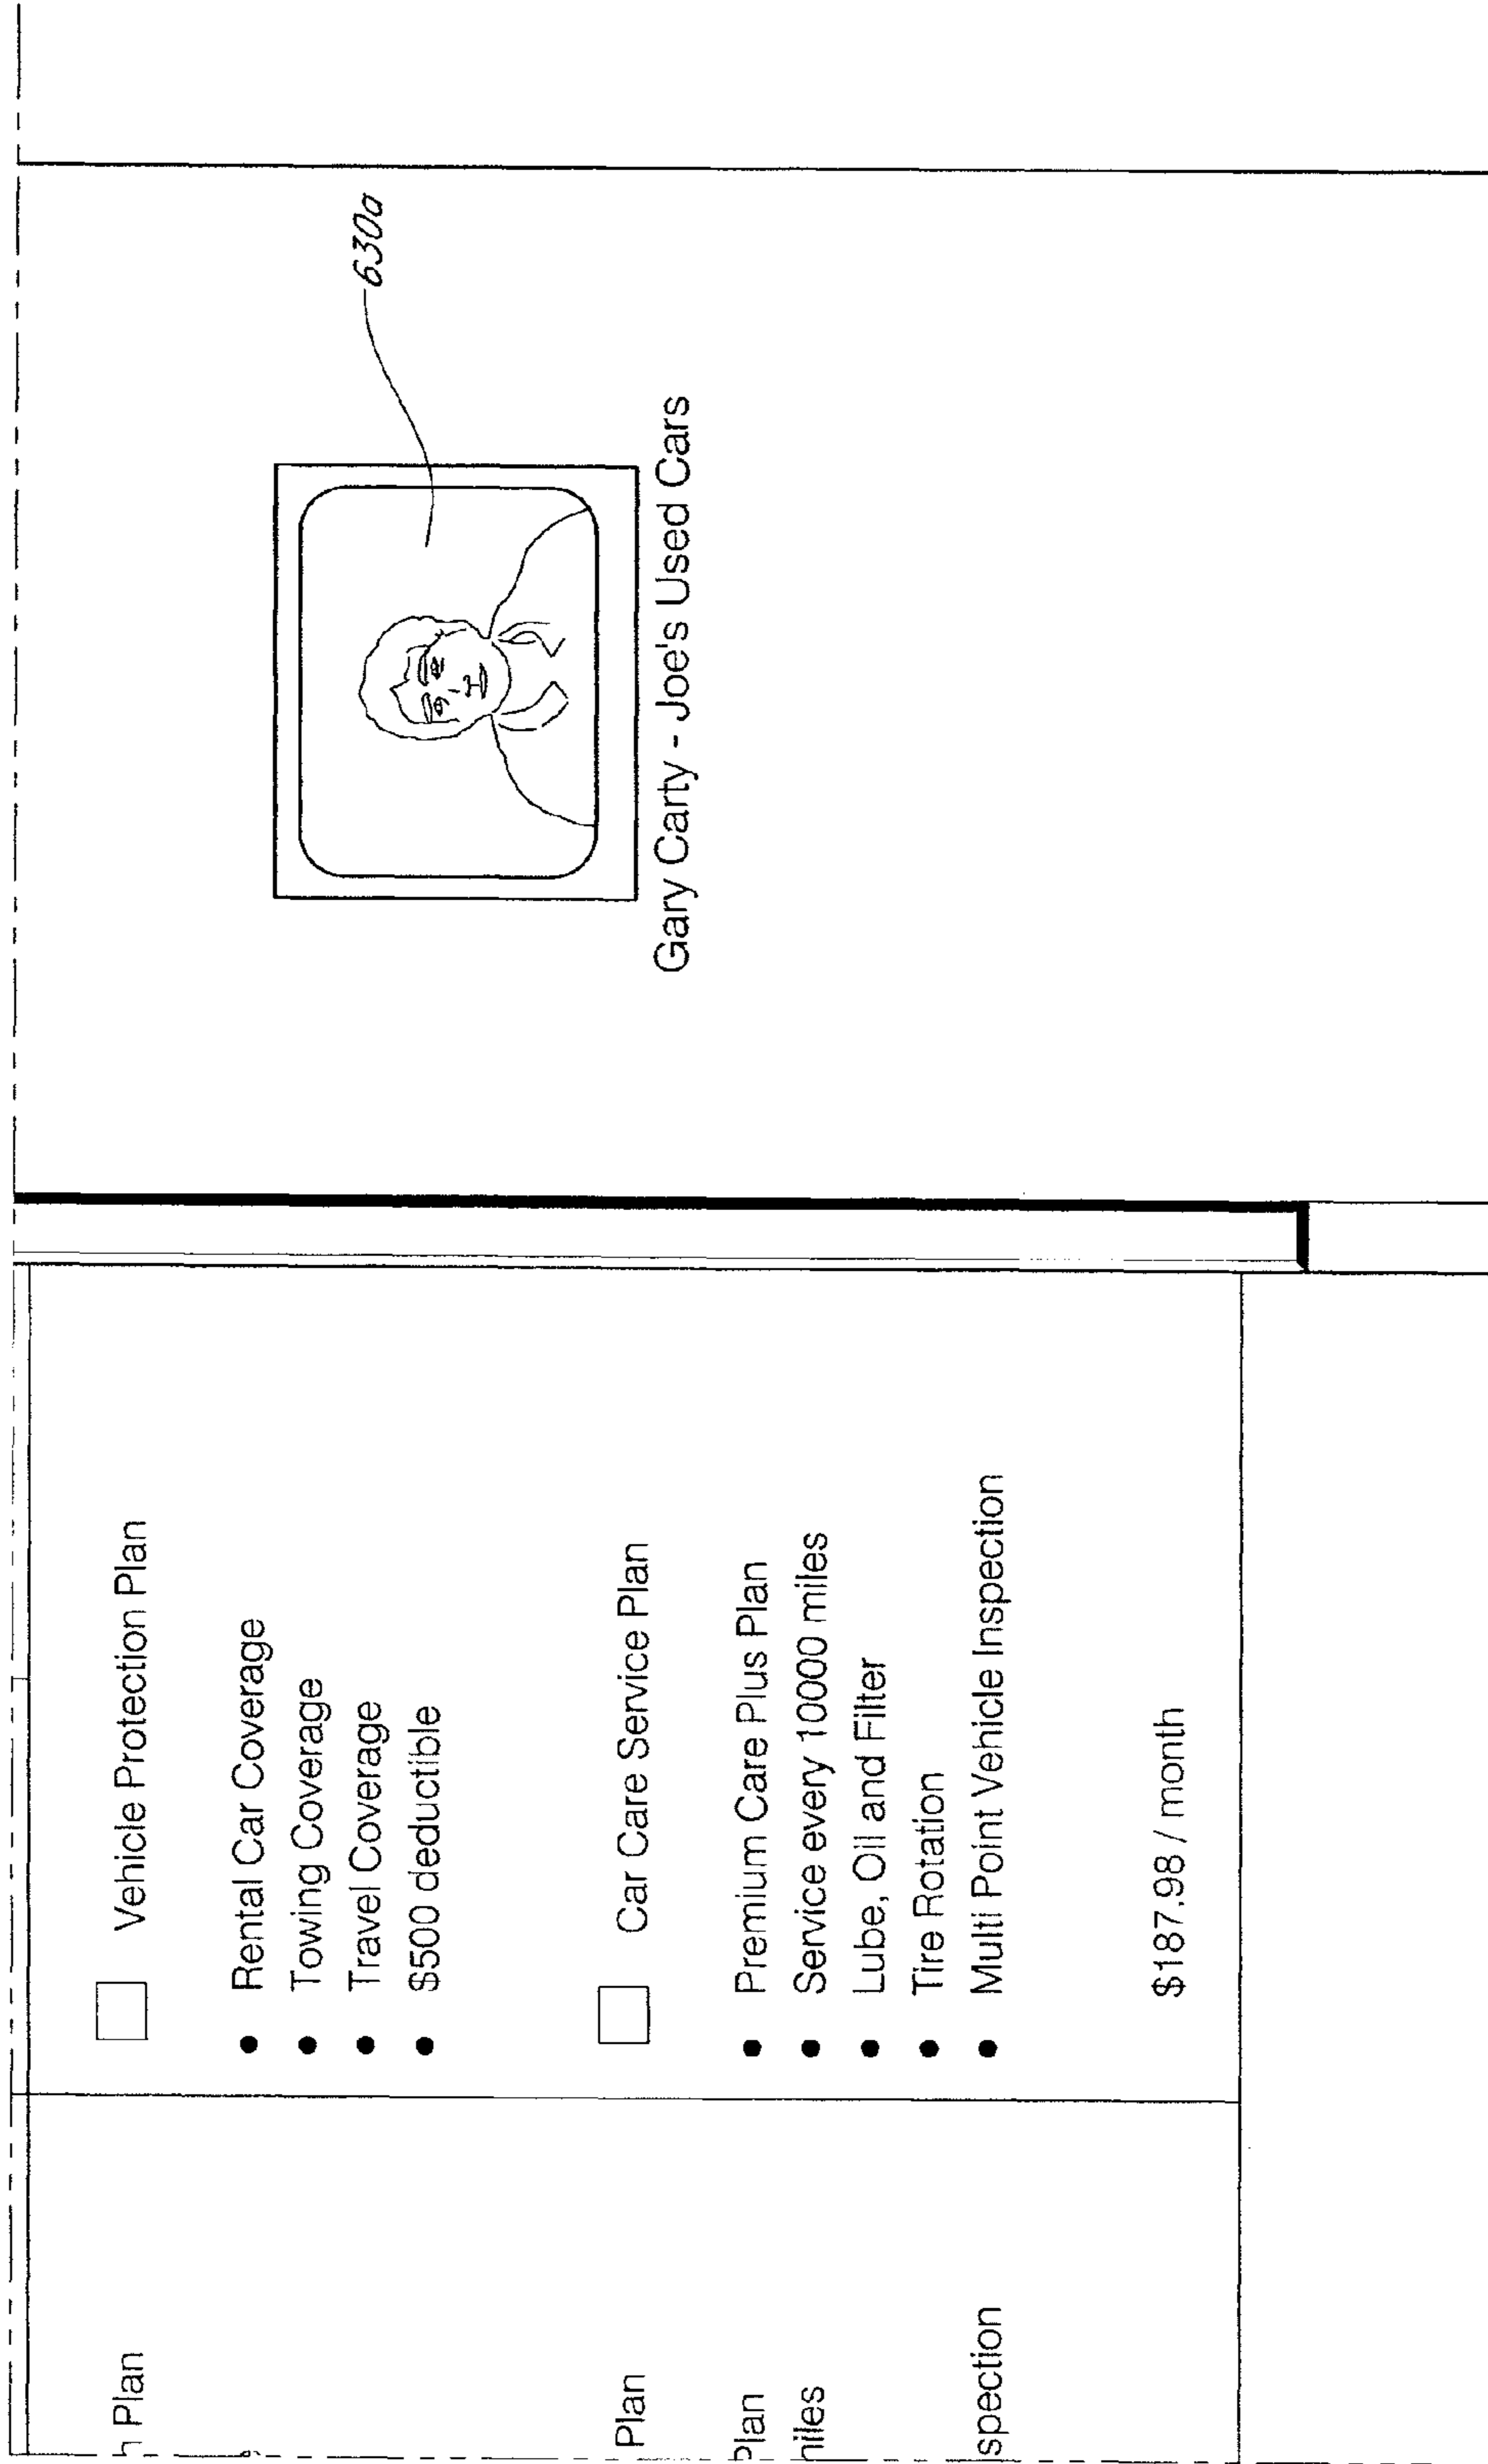 n Plan
Plan
Plan
niles
spection
Vehicle Protection Plan
• Rental Car Coverage
• Towing Coverage
• Travel Coverage
• $500 deductible
Car Care Service Plan
• Premium Care Plus Plan
• Service every 10000 miles
• Lube, Oil and Filter
• Tire Rotation
• Multi Point Vehicle Inspection
$187.98 / month
630a
Gary Carty - Joe's Used Cars